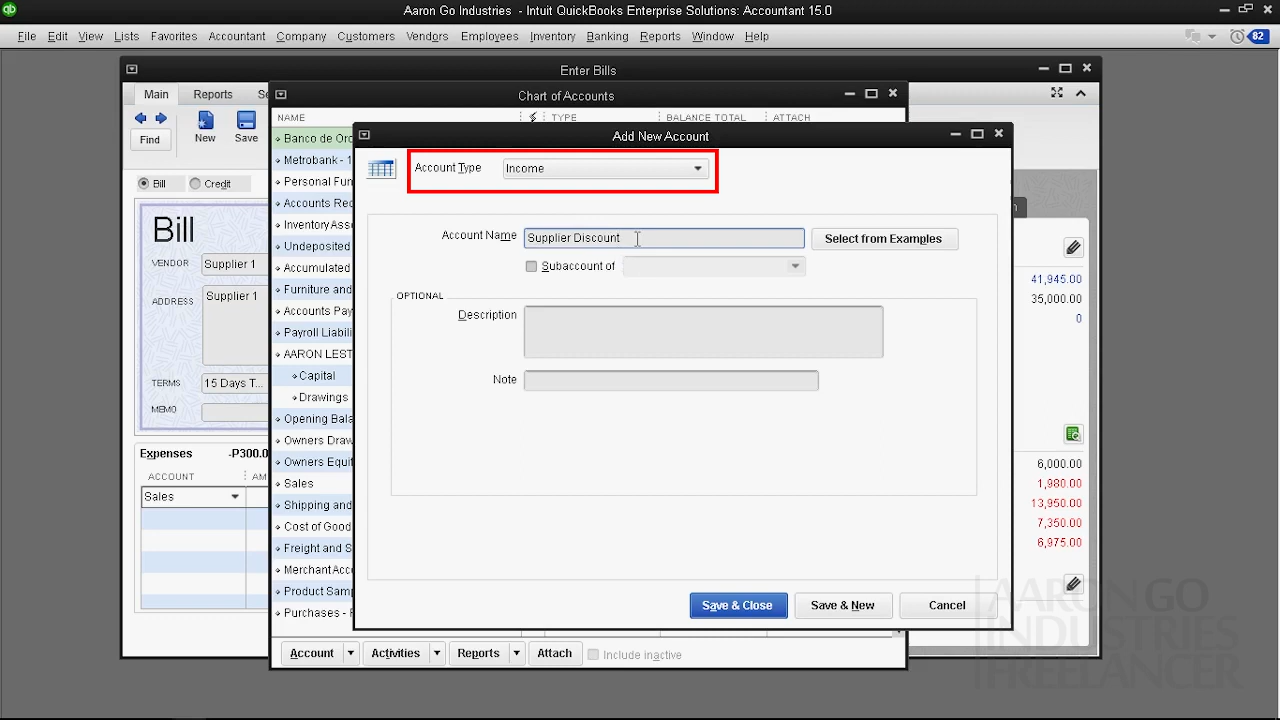 Aaron Go Industries - Intuit QuickBooks Enterprise Solutions: Accountant 15.0
File Edit View Lists Favorites Accountant Company Customers Vendors Employees Inventory Banking Reports Window Help 82
Enter Bills
Main Reports
Chart of Accounts
Find New Save
NAME TYPE BALANCE TOTAL ATTACH
Add New Account
Banco de Oro
Metrobank - 1
Account Type Income
Bill Credit
Personal Fun
Accounts Rec
Inventory Asse
Undeposited
Accumulated
Furniture and
Accounts Pay
Payroll Liabili
AARON LEST
Capital
Drawings
Opening Bala
Owners Draw
Owners Equit
Sales
Shipping and
Cost of Good
Freight and S
Merchant Acc
Product Samp
Purchases - R
Bill
VENDOR Supplier 1
ADDRESS Supplier 1
TERMS 15 Days T...
MEMO
Expenses -P300.0
ACCOUNT AM
Sales
Account Name Supplier Discount Select from Examples
Subaccount of
OPTIONAL
Description
Note
Save & Close Save & New Cancel
41,945.00
35,000.00
0
6,000.00
1,980.00
13,950.00
7,350.00
6,975.00
Account Activities Reports Attach Include inactive
AARON GO
INDUSTRIES
FREELANCER